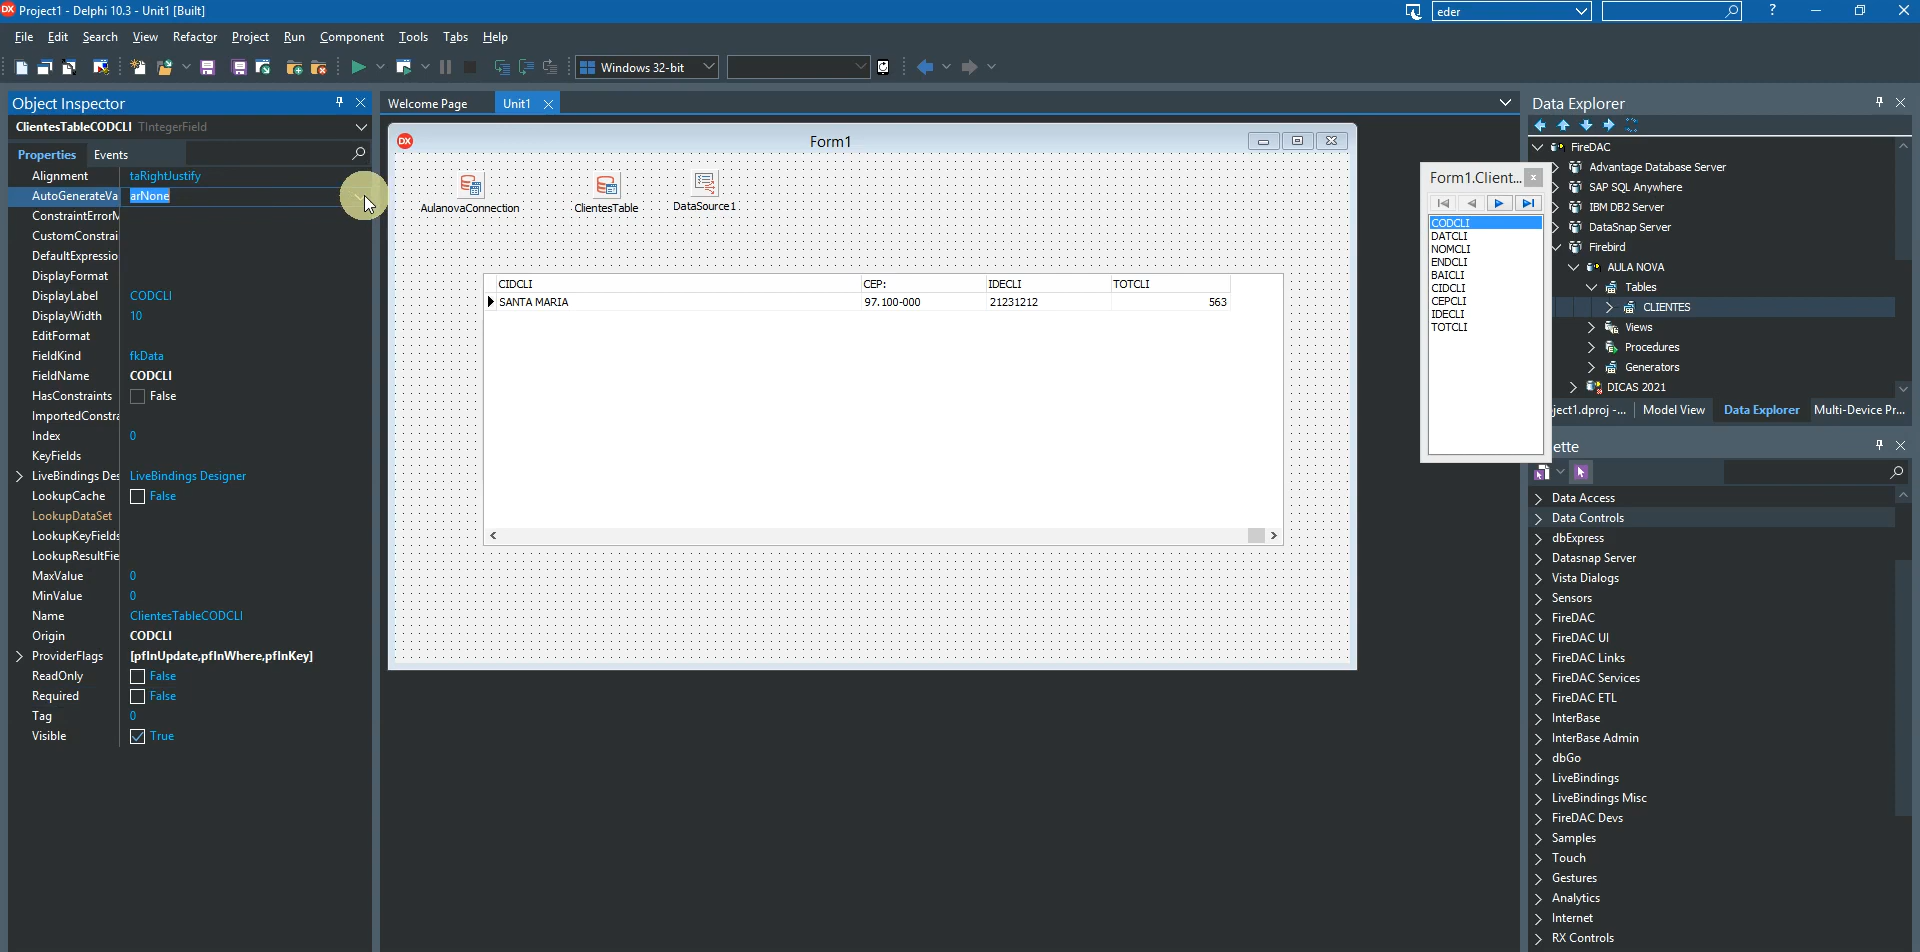 Project1 - Delphi 10.3 - Unit1 [Built]
eder
?
File Edit Search View Refactor Project Run Component Tools Tabs Help
Windows 32-bit
Object Inspector
ClientesTableCODCLI TIntegerField
Properties Events
Alignment taRightJustify
AutoGenerateVa arNone
ConstraintErrorM
CustomConstrai
DefaultExpressio
DisplayFormat
DisplayLabel CODCLI
DisplayWidth 10
EditFormat
FieldKind fkData
FieldName CODCLI
HasConstraints False
ImportedConstra
Index 0
KeyFields
LiveBindings Des LiveBindings Designer
LookupCache False
LookupDataSet
LookupKeyFields
LookupResultFie
MaxValue 0
MinValue 0
Name ClientesTableCODCLI
Origin CODCLI
ProviderFlags [pfInUpdate,pfInWhere,pfInKey]
ReadOnly False
Required False
Tag 0
Visible True
Welcome Page Unit1
DX Form1
AulanovaConnection ClientesTable DataSource1
CIDCLI CEP: IDECLI TOTCLI
SANTA MARIA 97.100-000 21231212 563
Form1.Client...
CODCLI
DATCLI
NOMCLI
ENDCLI
BAICLI
CIDCLI
CEPCLI
IDECLI
TOTCLI
Data Explorer
FireDAC
Advantage Database Server
SAP SQL Anywhere
IBM DB2 Server
DataSnap Server
Firebird
AULA NOVA
Tables
CLIENTES
Views
Procedures
Generators
DICAS 2021
ject1.dproj -... Model View Data Explorer Multi-Device Pr...
ette
Data Access
Data Controls
dbExpress
Datasnap Server
Vista Dialogs
Sensors
FireDAC
FireDAC UI
FireDAC Links
FireDAC Services
FireDAC ETL
InterBase
InterBase Admin
dbGo
LiveBindings
LiveBindings Misc
FireDAC Devs
Samples
Touch
Gestures
Analytics
Internet
RX Controls